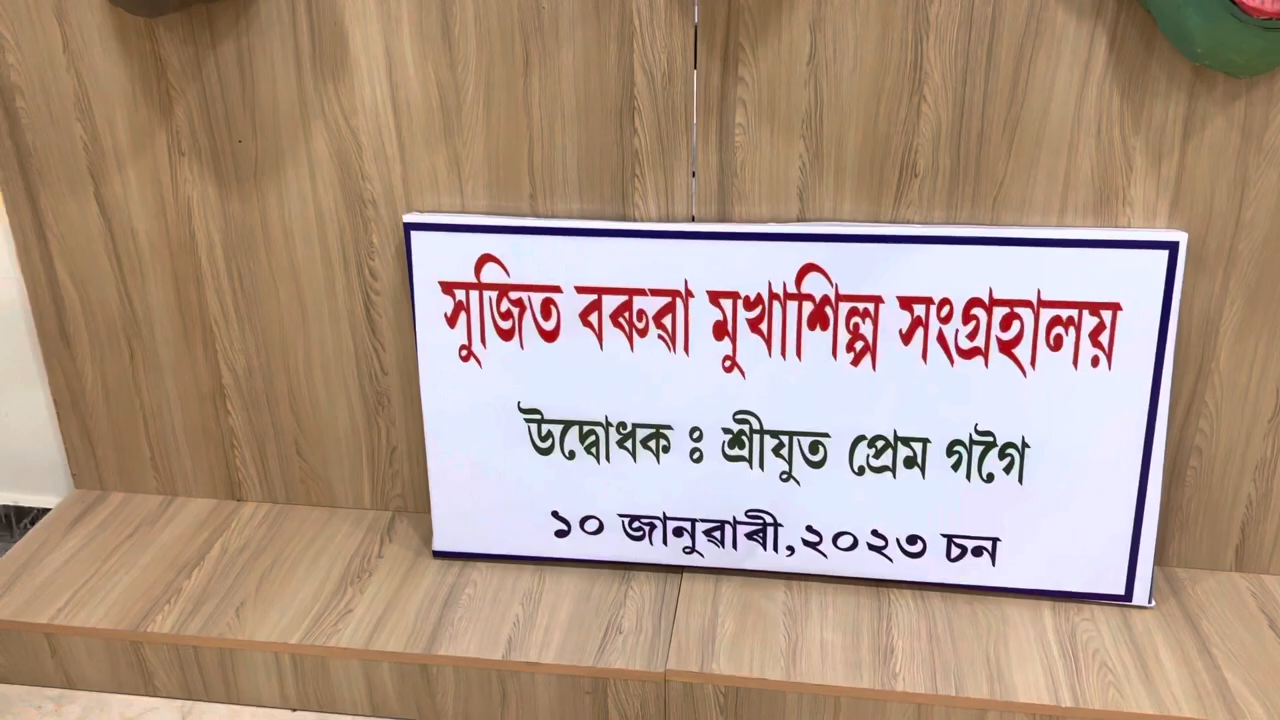 সুজিত বৰুৱা মুখাশিল্প সংগ্ৰহালয়
উদ্বোধক : শ্ৰীযুত প্ৰেম গগৈ
১০ জানুৱাৰী,২০২৩ চন